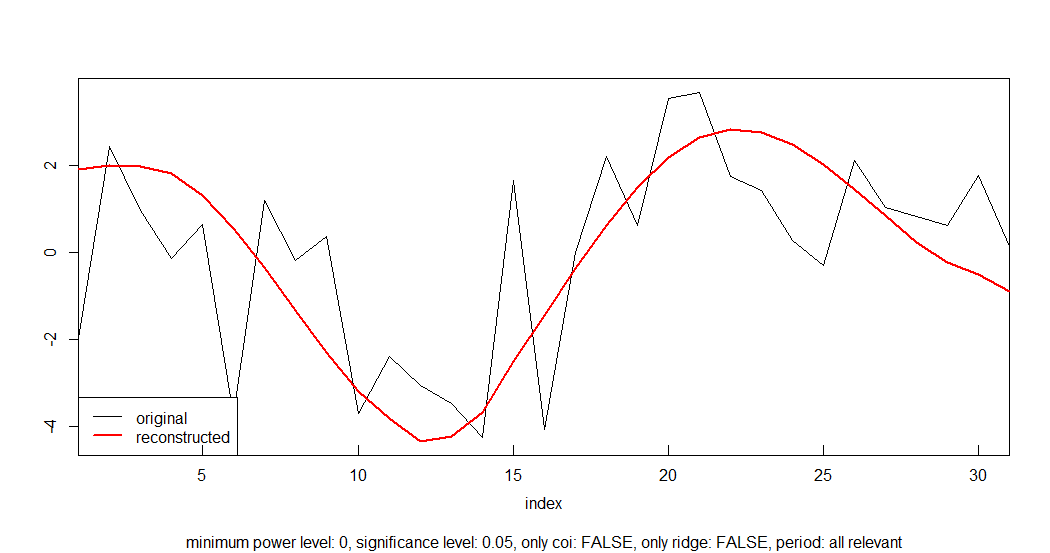 2
0
-2
-4
original
reconstructed
5
10
15
20
25
30
index
minimum power level: 0, significance level: 0.05, only coi: FALSE, only ridge: FALSE, period: all relevant